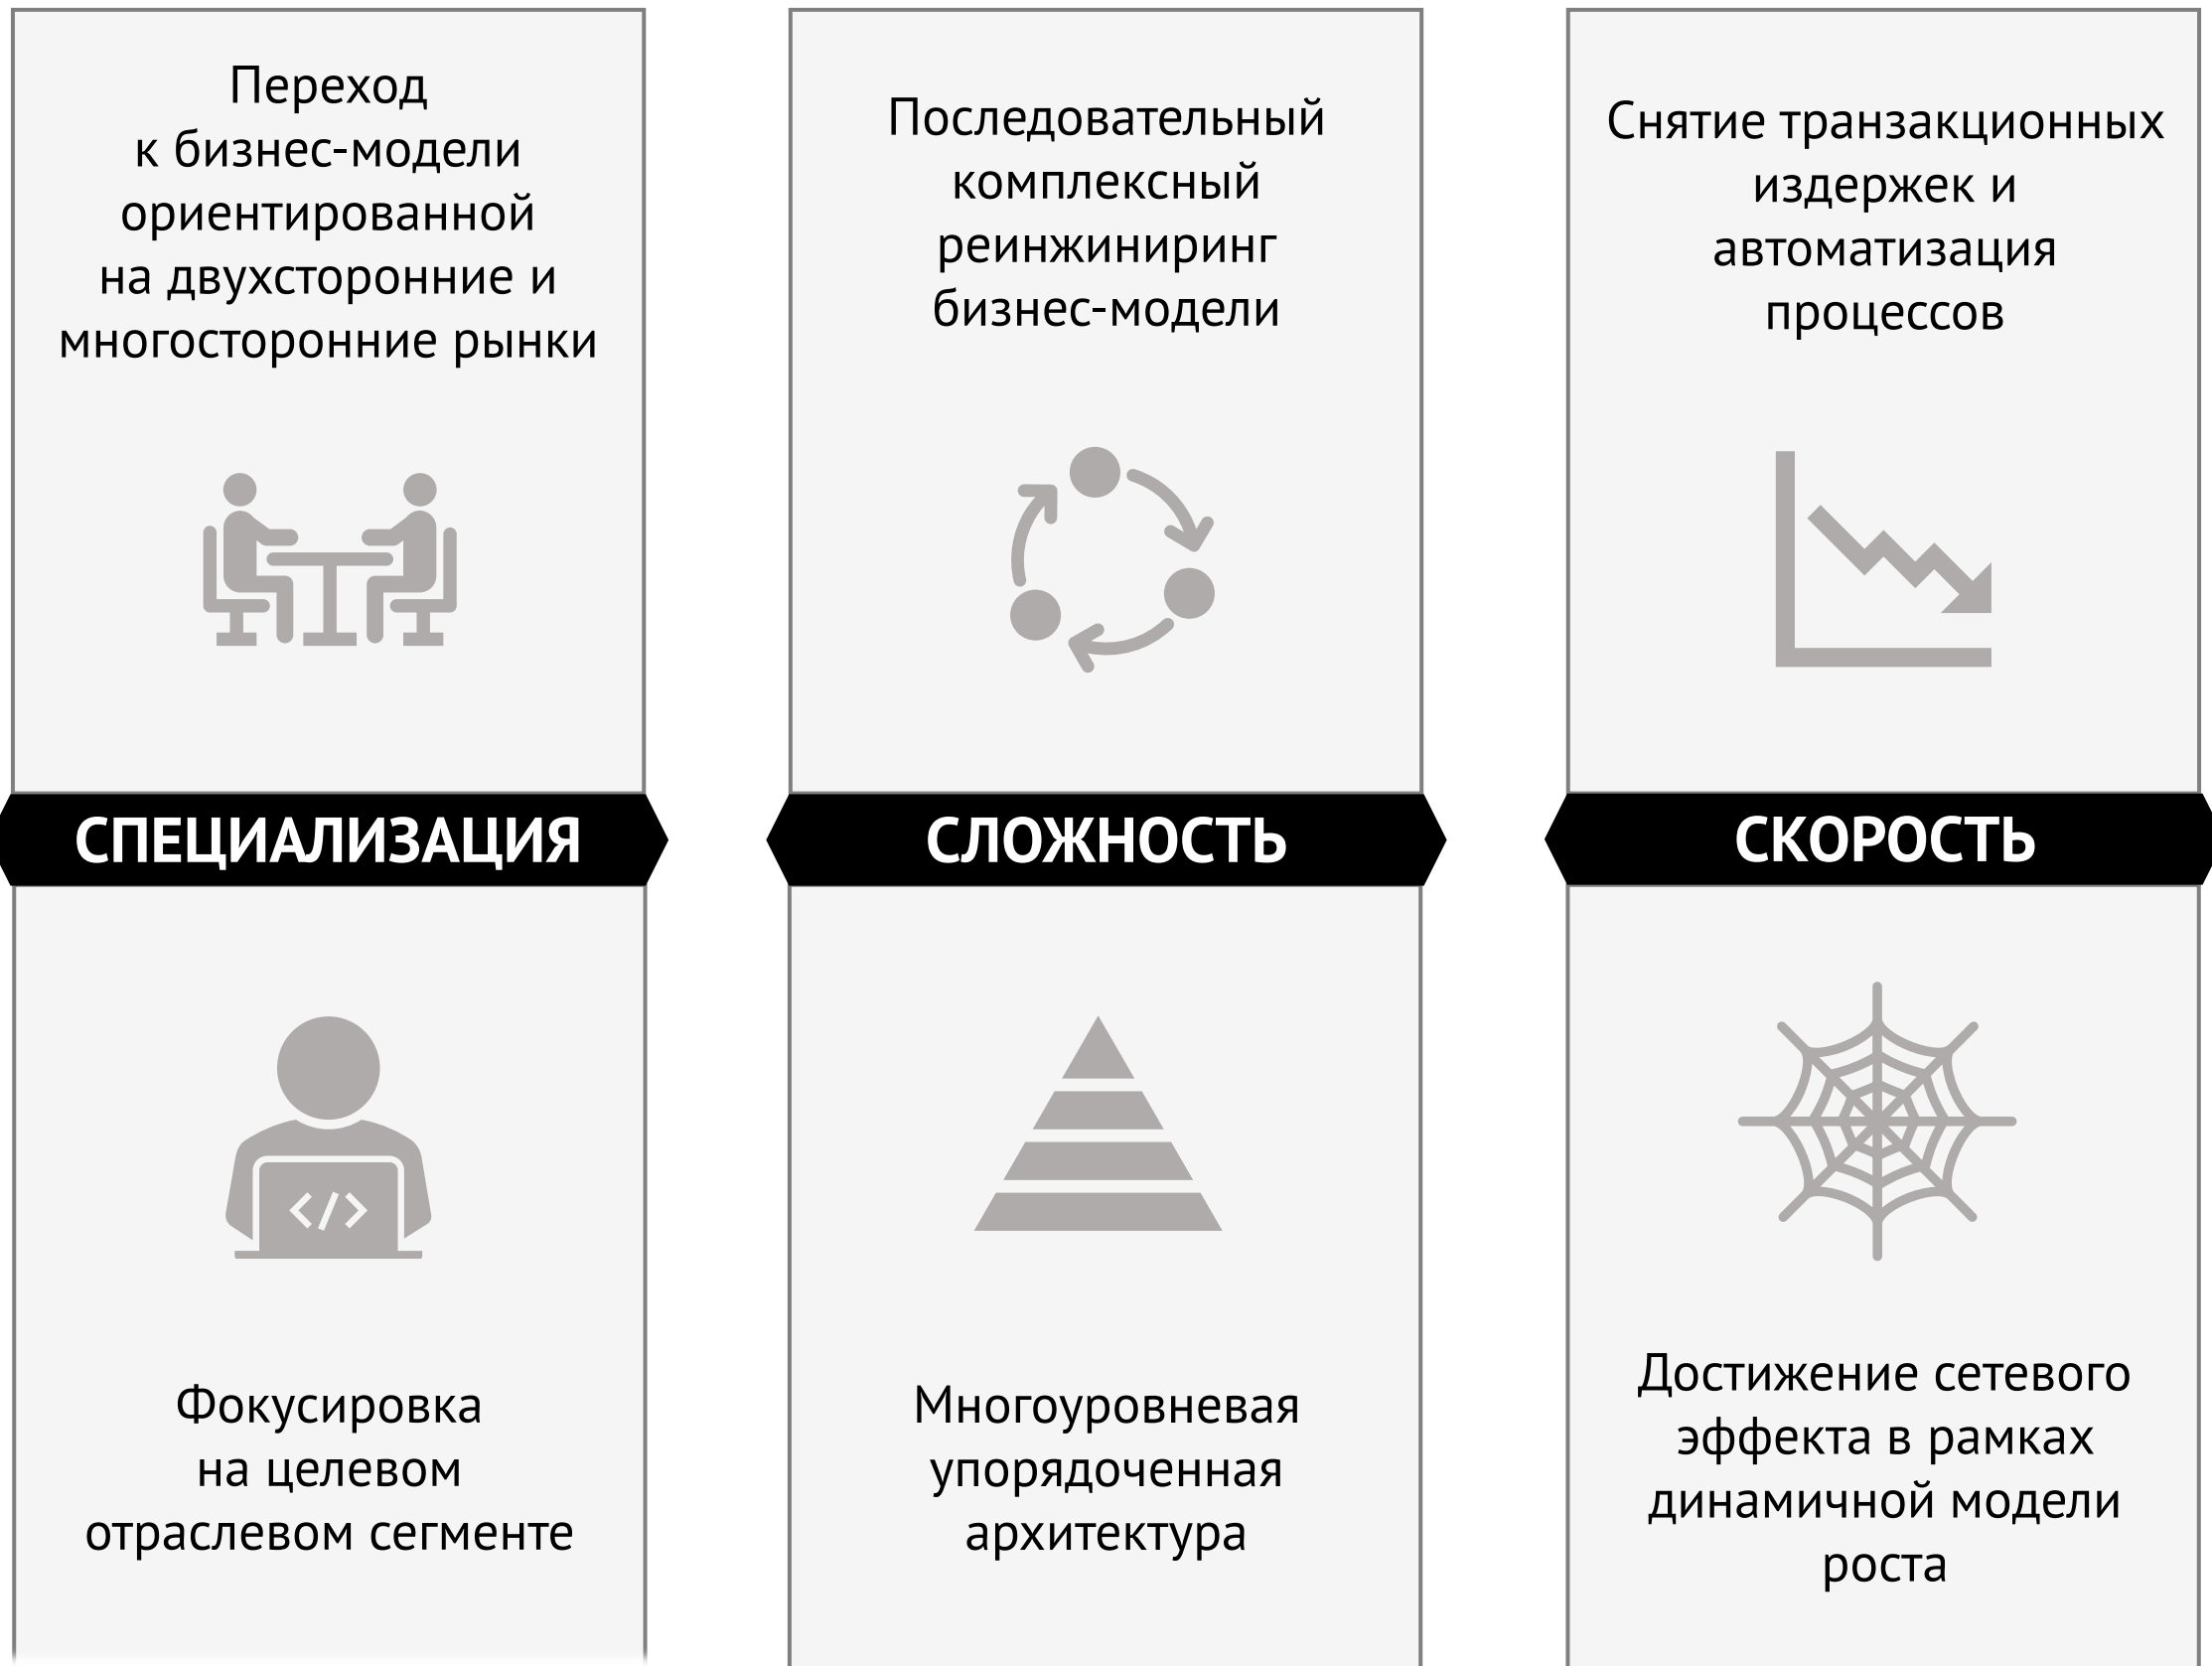 Переход
к бизнес-модели
ориентированной
на двухсторонние и
многосторонние рынки
СПЕЦИАЛИЗАЦИЯ
</>
Фокусировка
на целевом
отраслевом сегменте
Последовательный
комплексный
реинжиниринг
бизнес-модели
СЛОЖНОСТЬ
Многоуровневая
упорядоченная
архитектура
Снятие транзакционных
издержек и
автоматизация
процессов
СКОРОСТЬ
Достижение сетевого
эффекта в рамках
динамичной модели
роста